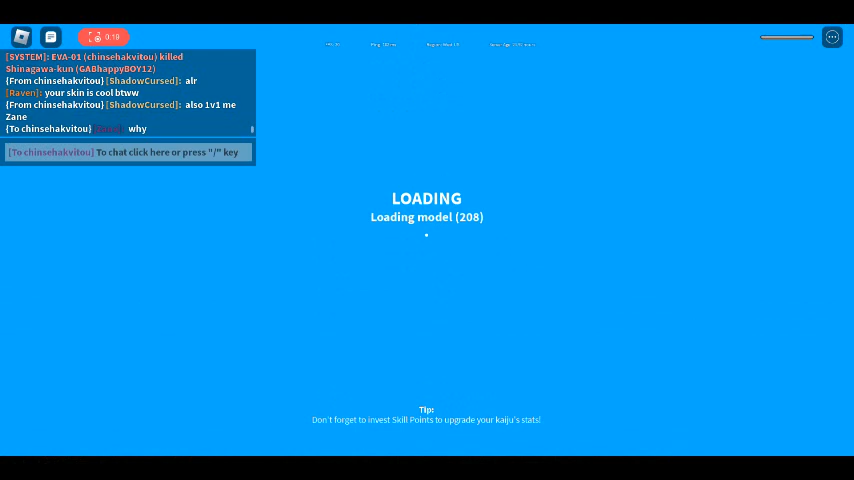 0:19
[SYSTEM]: EVA-01 (chinsehakvitou) killed
Shinagawa-kun (GABhappyBOY12)
{From chinsehakvitou} [ShadowCursed]: alr
[Raven]: your skin is cool btww
{From chinsehakvitou} [ShadowCursed]: also 1v1 me
Zane
{To chinsehakvitou} why
[To chinsehakvitou] To chat click here or press "/" key
LOADING
Loading model (208)
Tip:
Don't forget to invest Skill Points to upgrade your kaiju's stats!